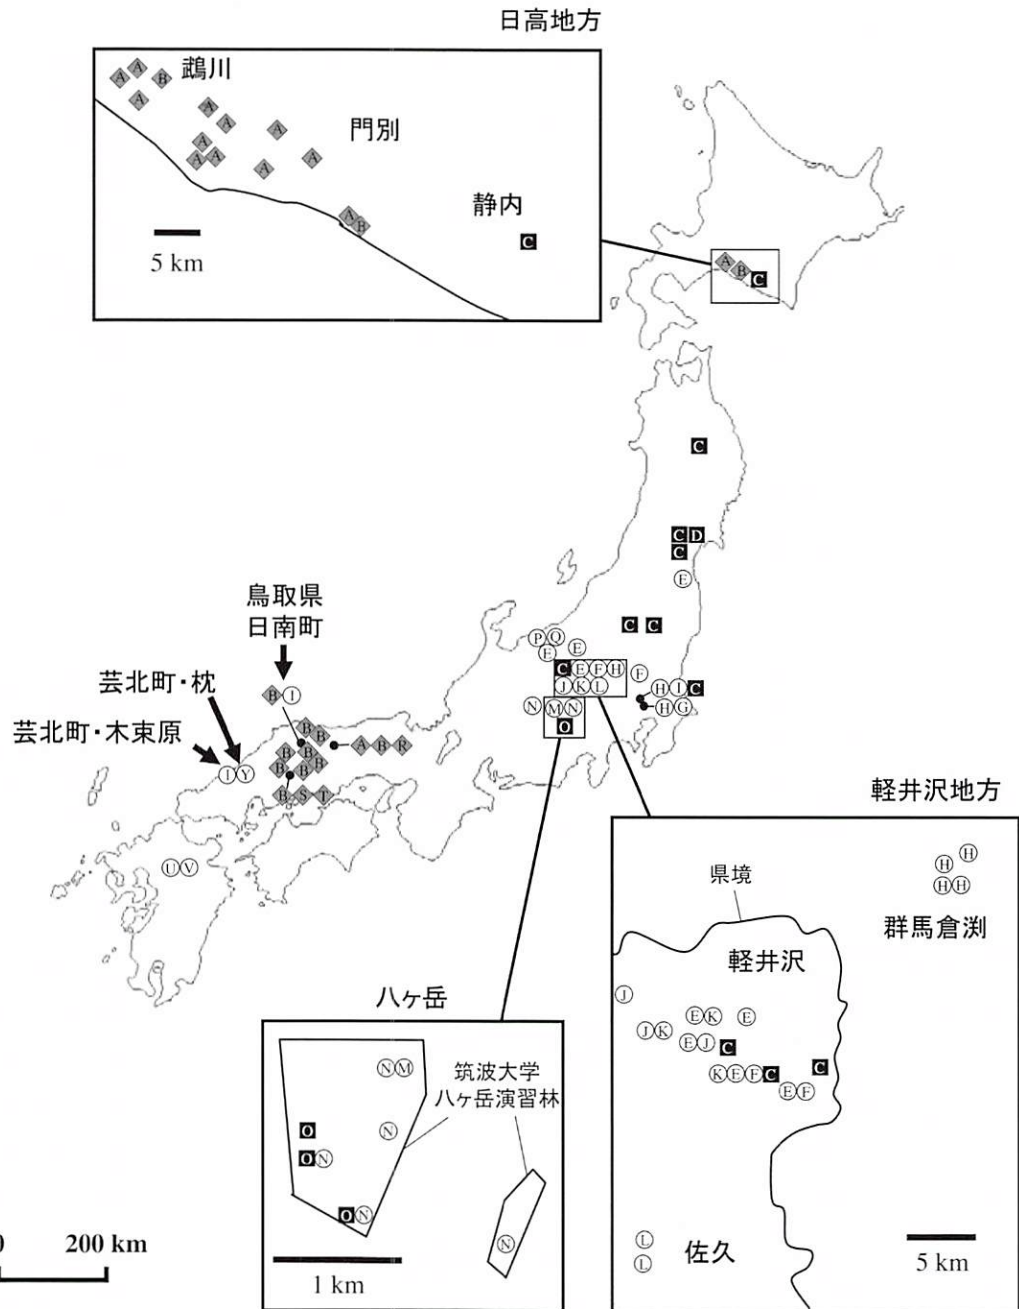 日高地方
A A B 鵡川
A
A
A A 門別
A
A A A
A
静内
A B
C
5 km
A B C
C
C D
C
E
鳥取県
日南町
C C
P Q
E E
芸北町・枕
C E F H F
B I
J K L H I C
芸北町・木束原
N M N H G
O
B
B
A B R
B B
B B B
I Y
B S T
軽井沢地方
U V
県境
H
H
H H
群馬倉渕
軽井沢
八ヶ岳
J
E K E
J K
E J C
N M
筑波大学
八ヶ岳演習林
K E F C C
E F
O N
O N
O N
N
L
L
佐久
0 200 km
1 km
5 km